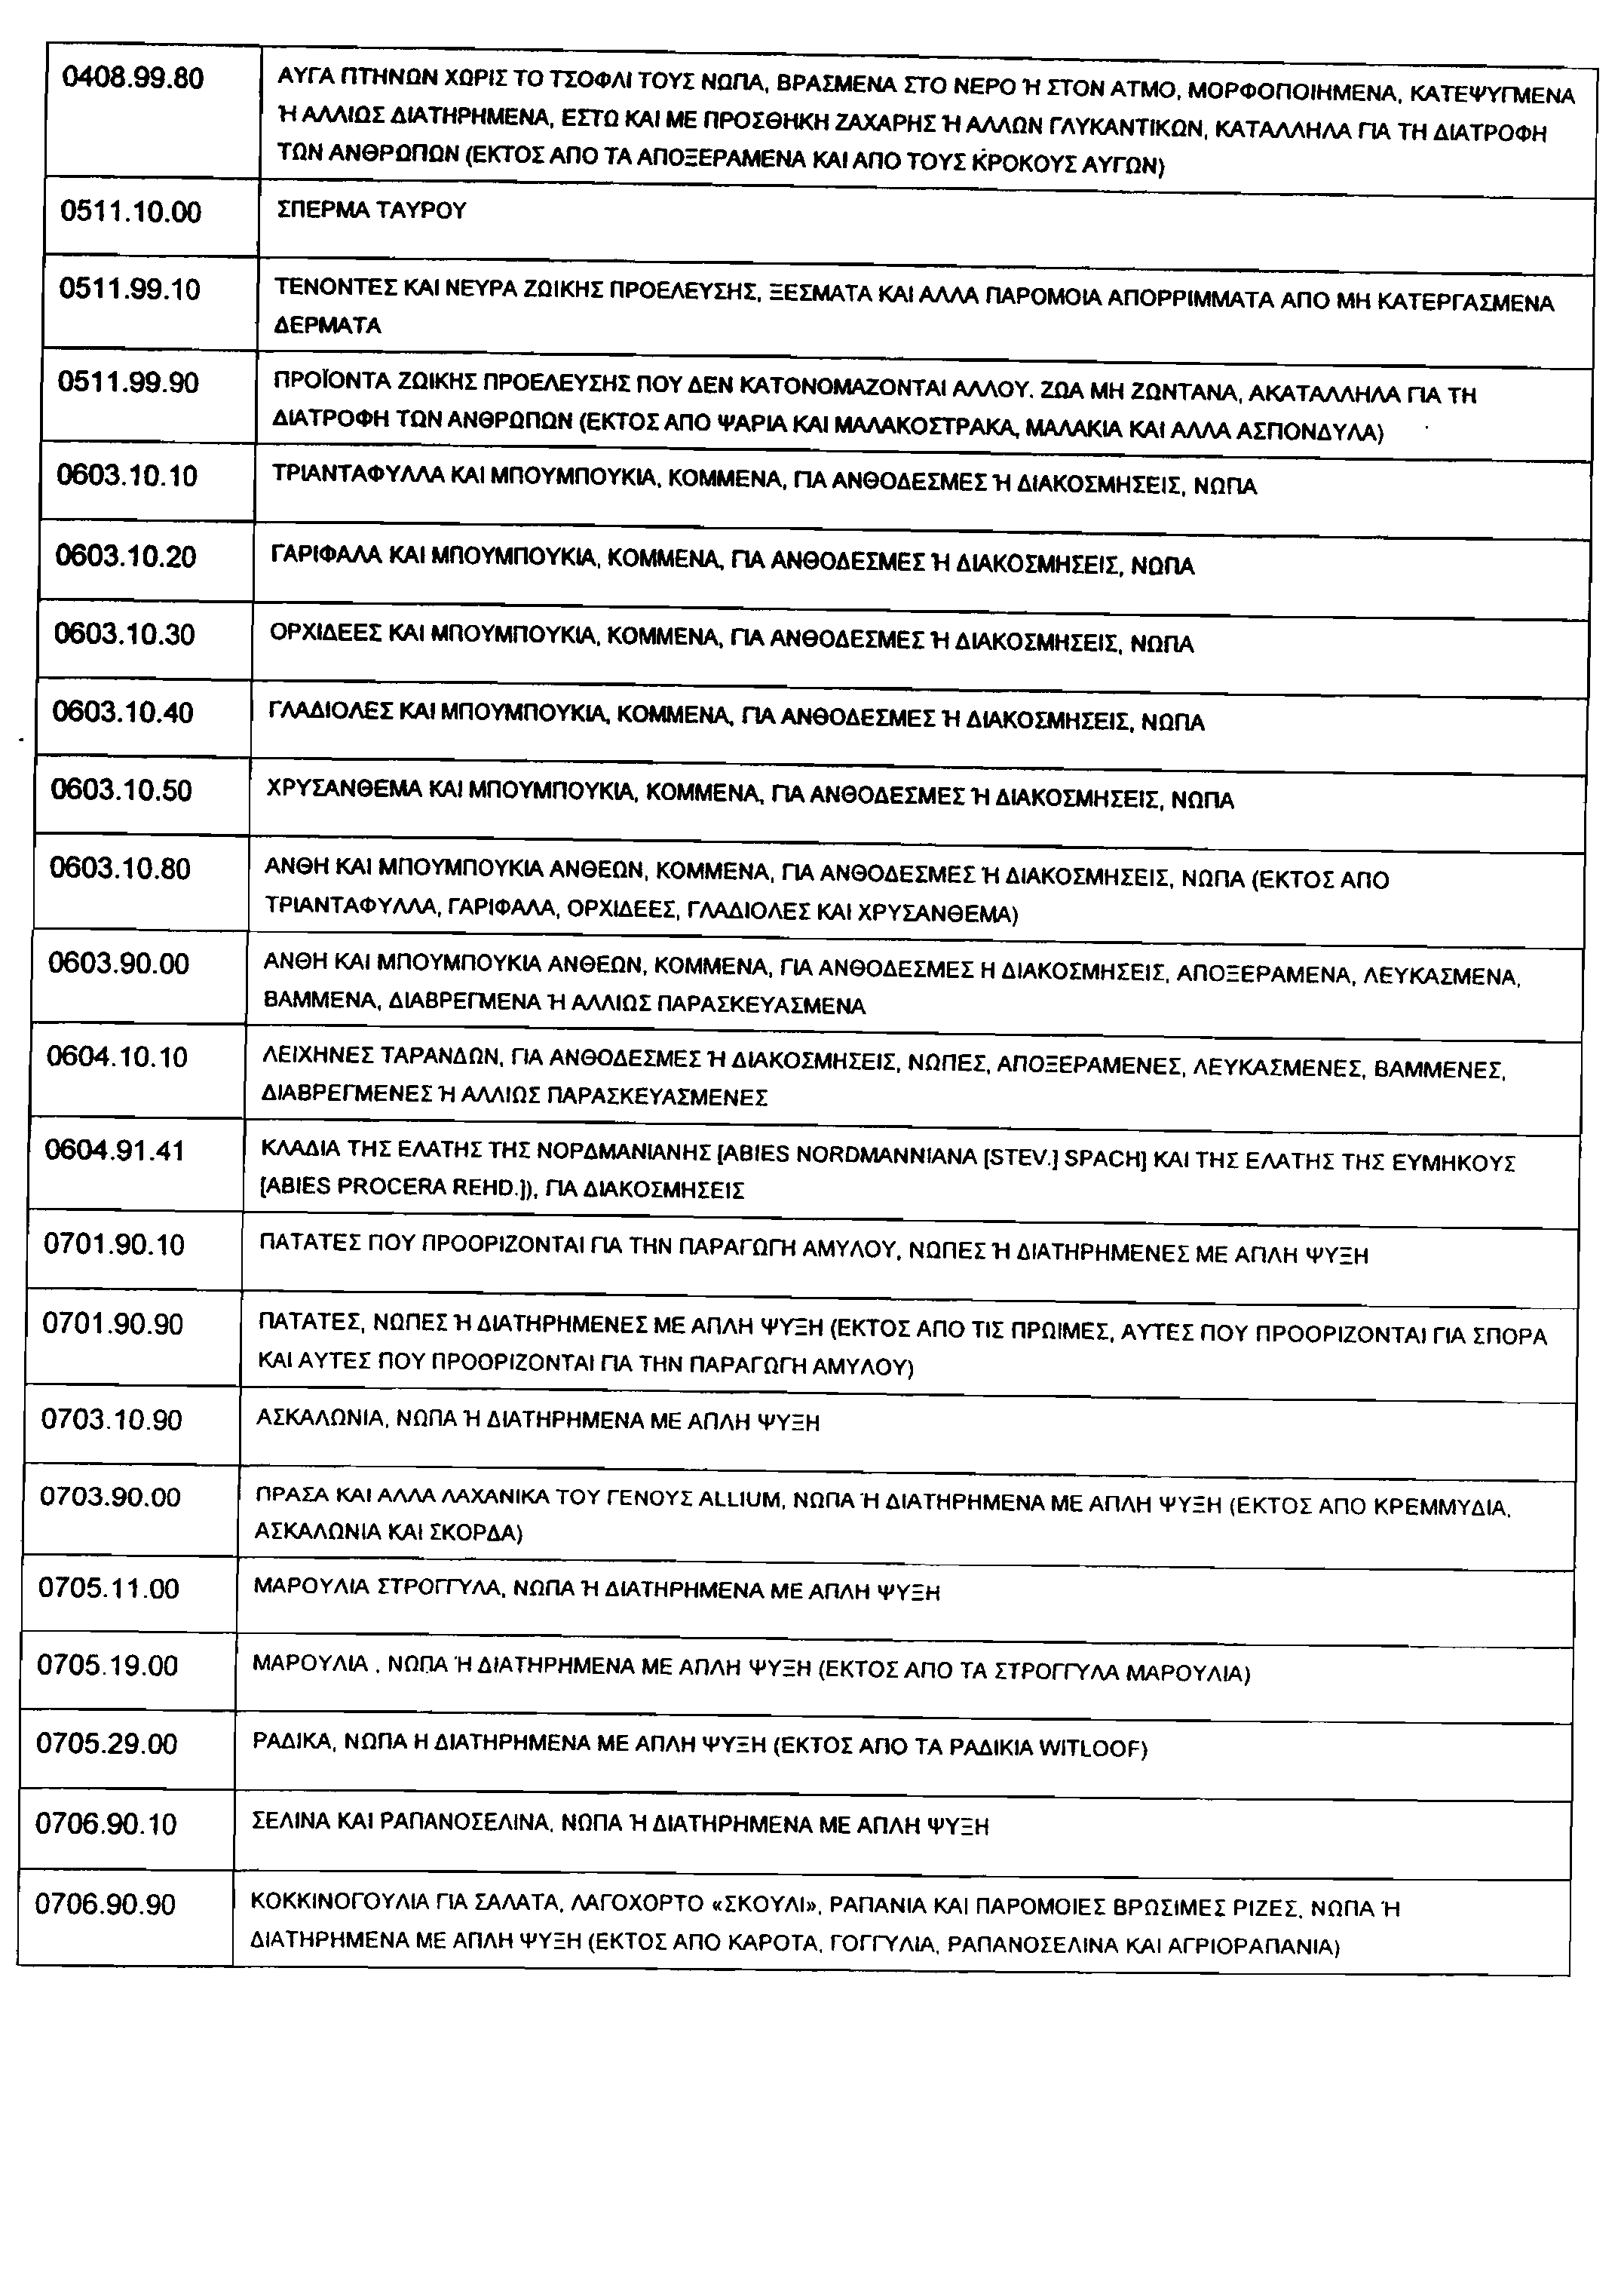 0408.99.80 ΑΥΓΑ ΠΤΗΝΩΝ ΧΩΡΙΣ ΤΟ ΤΣΟΦΛΙ ΤΟΥΣ ΝΩΠΑ, ΒΡΑΣΜΕΝΑ ΣΤΟ ΝΕΡΟ Ή ΣΤΟΝ ΑΤΜΟ, ΜΟΡΦΟΠΟΙΗΜΕΝΑ, ΚΑΤΕΨΥΓΜΕΝΑ
Ή ΑΛΛΙΩΣ ΔΙΑΤΗΡΗΜΕΝΑ, ΕΣΤΩ ΚΑΙ ΜΕ ΠΡΟΣΘΗΚΗ ΖΑΧΑΡΗΣ Ή ΑΛΛΩΝ ΓΛΥΚΑΝΤΙΚΩΝ, ΚΑΤΑΛΛΗΛΑ ΓΙΑ ΤΗ ΔΙΑΤΡΟΦΗ
ΤΩΝ ΑΝΘΡΩΠΩΝ (ΕΚΤΟΣ ΑΠΟ ΤΑ ΑΠΟΞΕΡΑΜΕΝΑ ΚΑΙ ΑΠΟ ΤΟΥΣ ΚΡΟΚΟΥΣ ΑΥΓΩΝ)
0511.10.00 ΣΠΕΡΜΑ ΤΑΥΡΟΥ
0511.99.10 ΤΕΝΟΝΤΕΣ ΚΑΙ ΝΕΥΡΑ ΖΩΙΚΗΣ ΠΡΟΕΛΕΥΣΗΣ, ΞΕΣΜΑΤΑ ΚΑΙ ΑΛΛΑ ΠΑΡΟΜΟΙΑ ΑΠΟΡΡΙΜΜΑΤΑ ΑΠΟ ΜΗ ΚΑΤΕΡΓΑΣΜΕΝΑ
ΔΕΡΜΑΤΑ
0511.99.90 ΠΡΟΪΟΝΤΑ ΖΩΙΚΗΣ ΠΡΟΕΛΕΥΣΗΣ ΠΟΥ ΔΕΝ ΚΑΤΟΝΟΜΑΖΟΝΤΑΙ ΑΛΛΟΥ. ΖΩΑ ΜΗ ΖΩΝΤΑΝΑ, ΑΚΑΤΑΛΛΗΛΑ ΓΙΑ ΤΗ
ΔΙΑΤΡΟΦΗ ΤΩΝ ΑΝΘΡΩΠΩΝ (ΕΚΤΟΣ ΑΠΟ ΨΑΡΙΑ ΚΑΙ ΜΑΛΑΚΟΣΤΡΑΚΑ, ΜΑΛΑΚΙΑ ΚΑΙ ΑΛΛΑ ΑΣΠΟΝΔΥΛΑ)
0603.10.10 ΤΡΙΑΝΤΑΦΥΛΛΑ ΚΑΙ ΜΠΟΥΜΠΟΥΚΙΑ, ΚΟΜΜΕΝΑ, ΓΙΑ ΑΝΘΟΔΕΣΜΕΣ Ή ΔΙΑΚΟΣΜΗΣΕΙΣ, ΝΩΠΑ
0603.10.20 ΓΑΡΙΦΑΛΑ ΚΑΙ ΜΠΟΥΜΠΟΥΚΙΑ, ΚΟΜΜΕΝΑ, ΓΙΑ ΑΝΘΟΔΕΣΜΕΣ Ή ΔΙΑΚΟΣΜΗΣΕΙΣ, ΝΩΠΑ
0603.10.30 ΟΡΧΙΔΕΕΣ ΚΑΙ ΜΠΟΥΜΠΟΥΚΙΑ, ΚΟΜΜΕΝΑ, ΓΙΑ ΑΝΘΟΔΕΣΜΕΣ Ή ΔΙΑΚΟΣΜΗΣΕΙΣ, ΝΩΠΑ
0603.10.40 ΓΛΑΔΙΟΛΕΣ ΚΑΙ ΜΠΟΥΜΠΟΥΚΙΑ, ΚΟΜΜΕΝΑ, ΓΙΑ ΑΝΘΟΔΕΣΜΕΣ Ή ΔΙΑΚΟΣΜΗΣΕΙΣ, ΝΩΠΑ
0603.10.50 ΧΡΥΣΑΝΘΕΜΑ ΚΑΙ ΜΠΟΥΜΠΟΥΚΙΑ, ΚΟΜΜΕΝΑ, ΓΙΑ ΑΝΘΟΔΕΣΜΕΣ Ή ΔΙΑΚΟΣΜΗΣΕΙΣ, ΝΩΠΑ
0603.10.80 ΑΝΘΗ ΚΑΙ ΜΠΟΥΜΠΟΥΚΙΑ ΑΝΘΕΩΝ, ΚΟΜΜΕΝΑ, ΓΙΑ ΑΝΘΟΔΕΣΜΕΣ Ή ΔΙΑΚΟΣΜΗΣΕΙΣ, ΝΩΠΑ (ΕΚΤΟΣ ΑΠΟ
ΤΡΙΑΝΤΑΦΥΛΛΑ, ΓΑΡΙΦΑΛΑ, ΟΡΧΙΔΕΕΣ, ΓΛΑΔΙΟΛΕΣ ΚΑΙ ΧΡΥΣΑΝΘΕΜΑ)
0603.90.00 ΑΝΘΗ ΚΑΙ ΜΠΟΥΜΠΟΥΚΙΑ ΑΝΘΕΩΝ, ΚΟΜΜΕΝΑ, ΓΙΑ ΑΝΘΟΔΕΣΜΕΣ Η ΔΙΑΚΟΣΜΗΣΕΙΣ, ΑΠΟΞΕΡΑΜΕΝΑ, ΛΕΥΚΑΣΜΕΝΑ,
ΒΑΜΜΕΝΑ, ΔΙΑΒΡΕΓΜΕΝΑ Ή ΑΛΛΙΩΣ ΠΑΡΑΣΚΕΥΑΣΜΕΝΑ
0604.10.10 ΛΕΙΧΗΝΕΣ ΤΑΡΑΝΔΩΝ, ΓΙΑ ΑΝΘΟΔΕΣΜΕΣ Ή ΔΙΑΚΟΣΜΗΣΕΙΣ, ΝΩΠΕΣ, ΑΠΟΞΕΡΑΜΕΝΕΣ, ΛΕΥΚΑΣΜΕΝΕΣ, ΒΑΜΜΕΝΕΣ,
ΔΙΑΒΡΕΓΜΕΝΕΣ Ή ΑΛΛΙΩΣ ΠΑΡΑΣΚΕΥΑΣΜΕΝΕΣ
0604.91.41 ΚΛΑΔΙΑ ΤΗΣ ΕΛΑΤΗΣ ΤΗΣ ΝΟΡΔΜΑΝΙΑΝΗΣ [ABIES NORDMANNIANA [STEV.] SPACH] ΚΑΙ ΤΗΣ ΕΛΑΤΗΣ ΤΗΣ ΕΥΜΗΚΟΥΣ
[ABIES PROCERA REHD.]), ΓΙΑ ΔΙΑΚΟΣΜΗΣΕΙΣ
0701.90.10 ΠΑΤΑΤΕΣ ΠΟΥ ΠΡΟΟΡΙΖΟΝΤΑΙ ΓΙΑ ΤΗΝ ΠΑΡΑΓΩΓΗ ΑΜΥΛΟΥ, ΝΩΠΕΣ Ή ΔΙΑΤΗΡΗΜΕΝΕΣ ΜΕ ΑΠΛΗ ΨΥΞΗ
0701.90.90 ΠΑΤΑΤΕΣ, ΝΩΠΕΣ Ή ΔΙΑΤΗΡΗΜΕΝΕΣ ΜΕ ΑΠΛΗ ΨΥΞΗ (ΕΚΤΟΣ ΑΠΟ ΤΙΣ ΠΡΩΙΜΕΣ, ΑΥΤΕΣ ΠΟΥ ΠΡΟΟΡΙΖΟΝΤΑΙ ΓΙΑ ΣΠΟΡΑ
ΚΑΙ ΑΥΤΕΣ ΠΟΥ ΠΡΟΟΡΙΖΟΝΤΑΙ ΓΙΑ ΤΗΝ ΠΑΡΑΓΩΓΗ ΑΜΥΛΟΥ)
0703.10.90 ΑΣΚΑΛΩΝΙΑ, ΝΩΠΑ Ή ΔΙΑΤΗΡΗΜΕΝΑ ΜΕ ΑΠΛΗ ΨΥΞΗ
0703.90.00 ΠΡΑΣΑ ΚΑΙ ΑΛΛΑ ΛΑΧΑΝΙΚΑ ΤΟΥ ΓΕΝΟΥΣ ALLIUM, ΝΩΠΑ Ή ΔΙΑΤΗΡΗΜΕΝΑ ΜΕ ΑΠΛΗ ΨΥΞΗ (ΕΚΤΟΣ ΑΠΟ ΚΡΕΜΜΥΔΙΑ,
ΑΣΚΑΛΩΝΙΑ ΚΑΙ ΣΚΟΡΔΑ)
0705.11.00 ΜΑΡΟΥΛΙΑ ΣΤΡΟΓΓΥΛΑ, ΝΩΠΑ Ή ΔΙΑΤΗΡΗΜΕΝΑ ΜΕ ΑΠΛΗ ΨΥΞΗ
0705.19.00 ΜΑΡΟΥΛΙΑ , ΝΩΠΑ Ή ΔΙΑΤΗΡΗΜΕΝΑ ΜΕ ΑΠΛΗ ΨΥΞΗ (ΕΚΤΟΣ ΑΠΟ ΤΑ ΣΤΡΟΓΓΥΛΑ ΜΑΡΟΥΛΙΑ)
0705.29.00 ΡΑΔΙΚΑ, ΝΩΠΑ Η ΔΙΑΤΗΡΗΜΕΝΑ ΜΕ ΑΠΛΗ ΨΥΞΗ (ΕΚΤΟΣ ΑΠΟ ΤΑ ΡΑΔΙΚΙΑ WITLOOF)
0706.90.10 ΣΕΛΙΝΑ ΚΑΙ ΡΑΠΑΝΟΣΕΛΙΝΑ, ΝΩΠΑ Ή ΔΙΑΤΗΡΗΜΕΝΑ ΜΕ ΑΠΛΗ ΨΥΞΗ
0706.90.90 ΚΟΚΚΙΝΟΓΟΥΛΙΑ ΓΙΑ ΣΑΛΑΤΑ, ΛΑΓΟΧΟΡΤΟ «ΣΚΟΥΛΙ», ΡΑΠΑΝΙΑ ΚΑΙ ΠΑΡΟΜΟΙΕΣ ΒΡΩΣΙΜΕΣ ΡΙΖΕΣ, ΝΩΠΑ Ή
ΔΙΑΤΗΡΗΜΕΝΑ ΜΕ ΑΠΛΗ ΨΥΞΗ (ΕΚΤΟΣ ΑΠΟ ΚΑΡΟΤΑ, ΓΟΓΓΥΛΙΑ, ΡΑΠΑΝΟΣΕΛΙΝΑ ΚΑΙ ΑΓΡΙΟΡΑΠΑΝΙΑ)